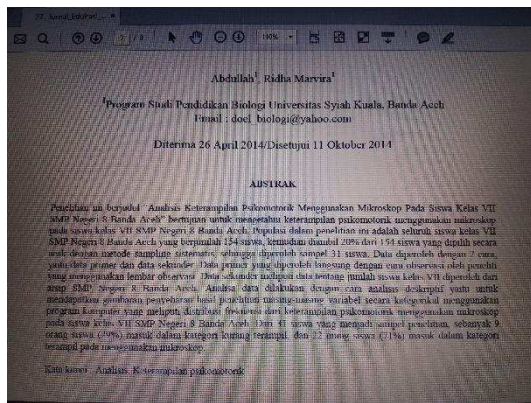 Abdullah¹, Ridha Marvira¹
¹Program Studi Pendidikan Biologi Universitas Syiah Kuala, Banda Aceh
Email : doel_biologi@yahoo.com
Diterima 26 April 2014/Disetujui 11 Oktober 2014
ABSTRAK
Penelitian ini berjudul "Analisis Keterampilan Psikomotorik Menggunakan Mikroskop Pada Siswa Kelas VII
SMP Negeri 8 Banda Aceh" bertujuan untuk mengetahui keterampilan psikomotorik menggunakan mikroskop
pada siswa kelas VII SMP Negeri 8 Banda Aceh. Populasi dalam penelitian ini adalah seluruh siswa kelas VII
SMP Negeri 8 Banda Aceh yang berjumlah 154 siswa, kemudian diambil 20% dari 154 siswa yang dipilih secara
acak dengan metode sampling sistematis, sehingga diperoleh sampel 31 siswa. Data diperoleh dengan 2 cara,
yaitu data primer dan data sekunder. Data primer yang diperoleh langsung dengan cara observasi oleh peneliti
yang menggunakan lembar observasi. Data sekunder meliputi data tentang jumlah siswa kelas VII diperoleh dari
arsip SMP Negeri 8 Banda Aceh. Analisa data dilakukan dengan cara analisis deskriptif yaitu untuk
mendapatkan gambaran penyebaran hasil penelitian masing-masing variabel secara kategorikal menggunakan
program komputer yang meliputi distribusi frekuensi dari keterampilan psikomotorik menggunakan mikroskop
pada siswa kelas VII SMP Negeri 8 Banda Aceh. Dari 31 siswa yang menjadi sampel penelitian, sebanyak 9
orang siswa (29%) masuk dalam kategori kurang terampil, dan 22 orang siswa (71%) masuk dalam kategori
terampil pada menggunakan mikroskop.
Kata kunci : Analisis, Keterampilan psikomotorik